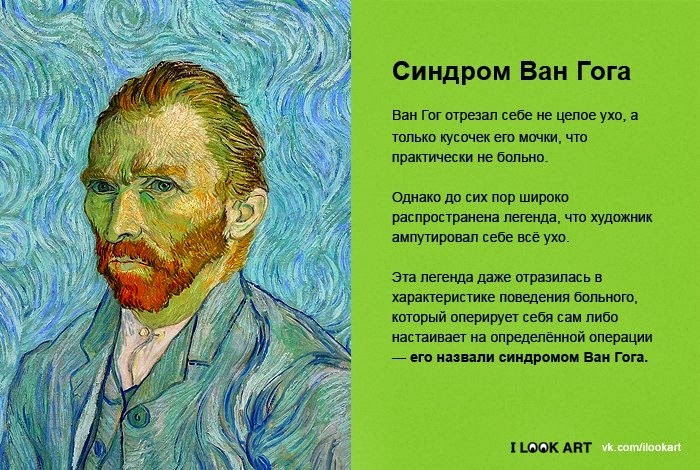 Синдром Ван Гога
Ван Гог отрезал себе не целое ухо, а
только кусочек его мочки, что
практически не больно.
Однако до сих пор широко
распространена легенда, что художник
ампутировал себе всё ухо.
Эта легенда даже отразилась в
характеристике поведения больного,
который оперирует себя сам либо
настаивает на определённой операции
— его назвали синдромом Ван Гога.
I LOOK ART vk.com/ilookart